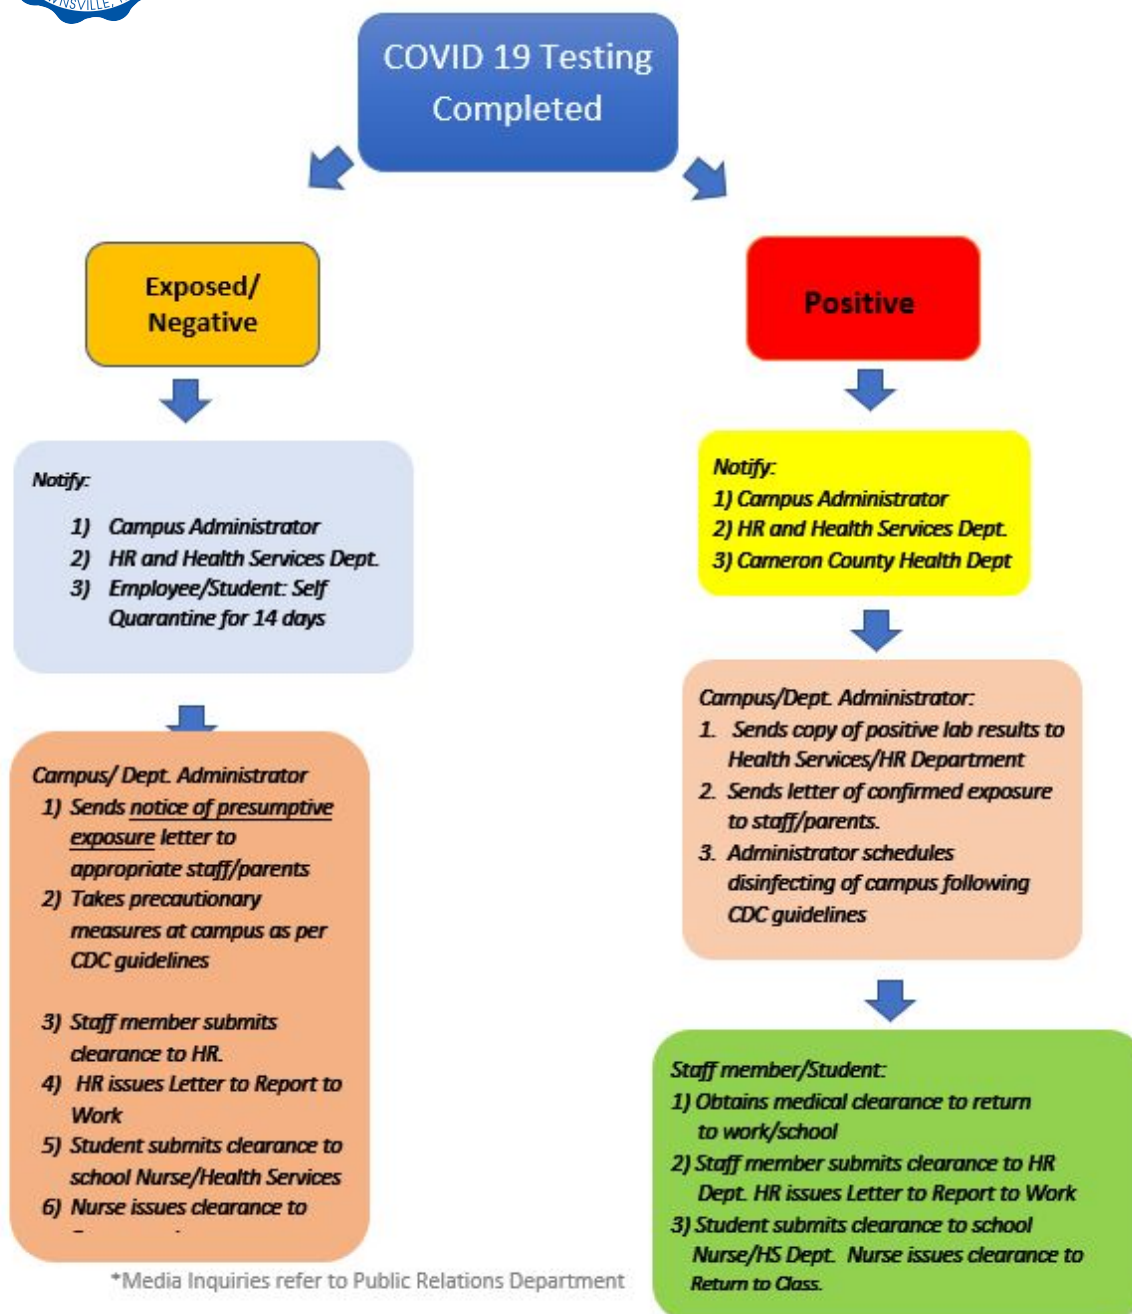 COVID 19 Testing
Completed
Exposed/
Negative
Notify:
1) Campus Administrator
2) HR and Health Services Dept.
3) Employee/Student: Self
Quarantine for 14 days
Campus/ Dept. Administrator
1) Sends notice of presumptive
exposure letter to
appropriate staff/parents
2) Takes precautionary
measures at campus as per
CDC guidelines
3) Staff member submits
clearance to HR.
4) HR issues Letter to Report to
Work
5) Student submits clearance to
school Nurse/Health Services
6) Nurse issues clearance to
Positive
Notify:
1) Campus Administrator
2) HR and Health Services Dept.
3) Cameron County Health Dept
Campus/Dept. Administrator:
1. Sends copy of positive lab results to
Health Services/HR Department
2. Sends letter of confirmed exposure
to staff/parents.
3. Administrator schedules
disinfecting of campus following
CDC guidelines
Staff member/Student:
1) Obtains medical clearance to return
to work/school
2) Staff member submits clearance to HR
Dept. HR issues Letter to Report to Work
3) Student submits clearance to school
Nurse/HS Dept. Nurse issues clearance to
Return to Class.
*Media Inquiries refer to Public Relations Department